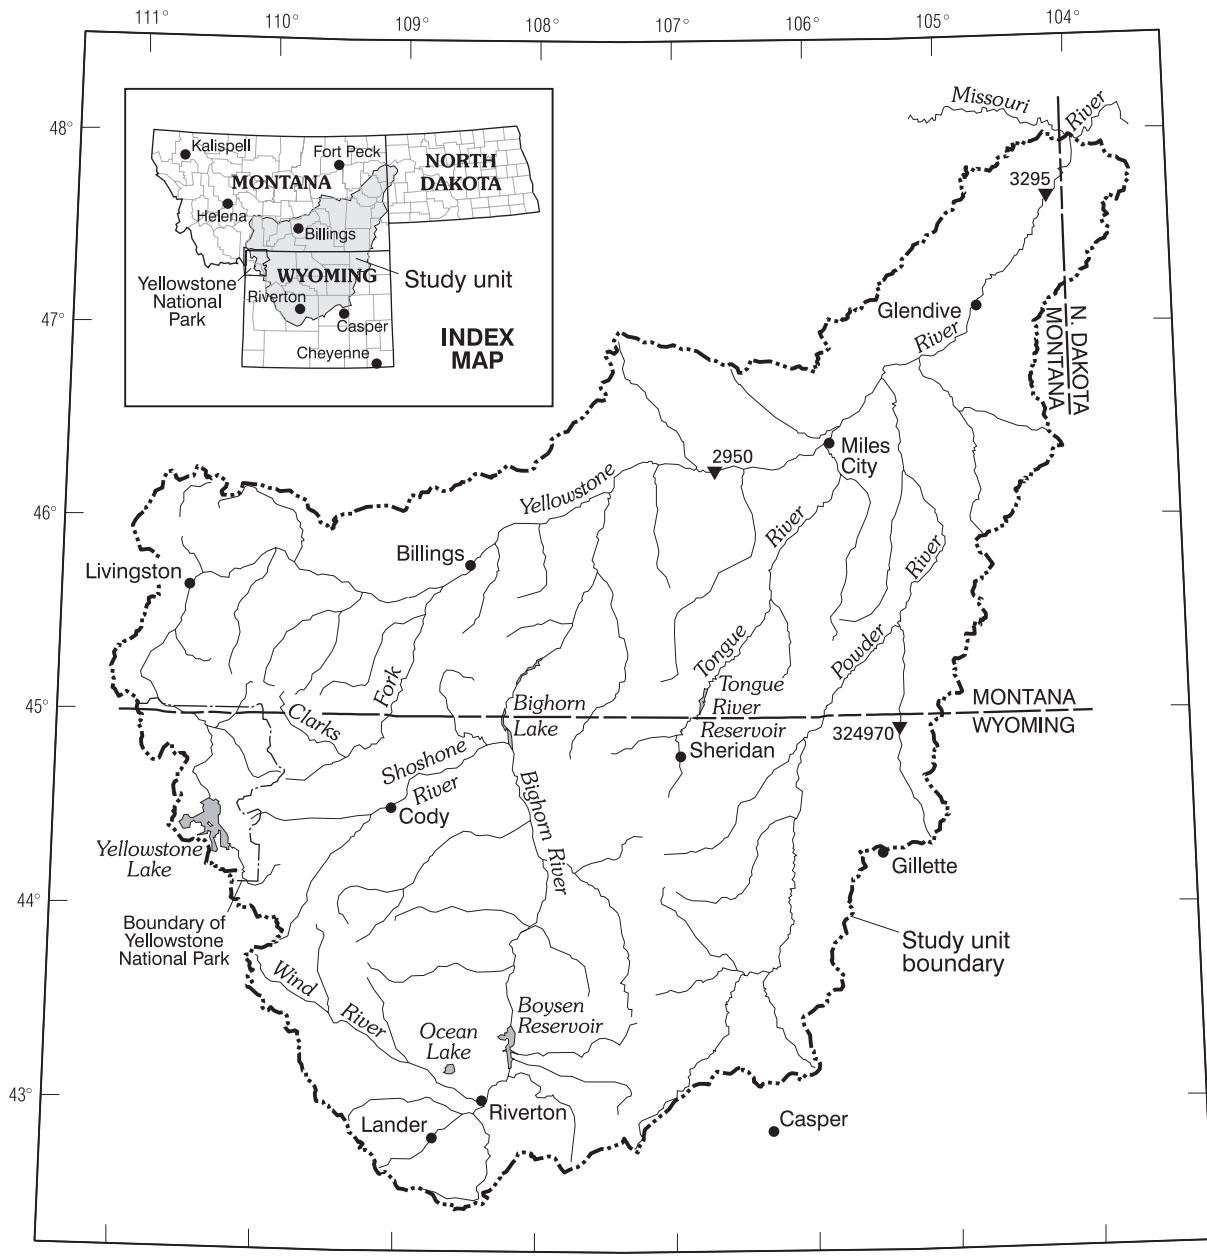 111°
110°
109°
108°
107°
106°
105°
104°
48°
47°
46°
45°
44°
43°
Kalispell
Fort Peck
MONTANA
NORTH
DAKOTA
Helena
Billings
WYOMING
Study unit
Yellowstone
National
Park
Riverton
Casper
Cheyenne
INDEX
MAP
Missouri
River
3295
Glendive
River
N. DAKOTA
MONTANA
Miles
City
2950
Yellowstone
River
River
Billings
Livingston
Tongue
Powder
Fork
Clarks
Bighorn
Lake
Tongue
River
Reservoir
MONTANA
WYOMING
324970
Sheridan
Shoshone
River
Cody
Bighorn River
Yellowstone
Lake
Gillette
Boundary of
Yellowstone
National Park
Study unit
boundary
Wind
River
Boysen
Reservoir
Ocean
Lake
Riverton
Lander
Casper